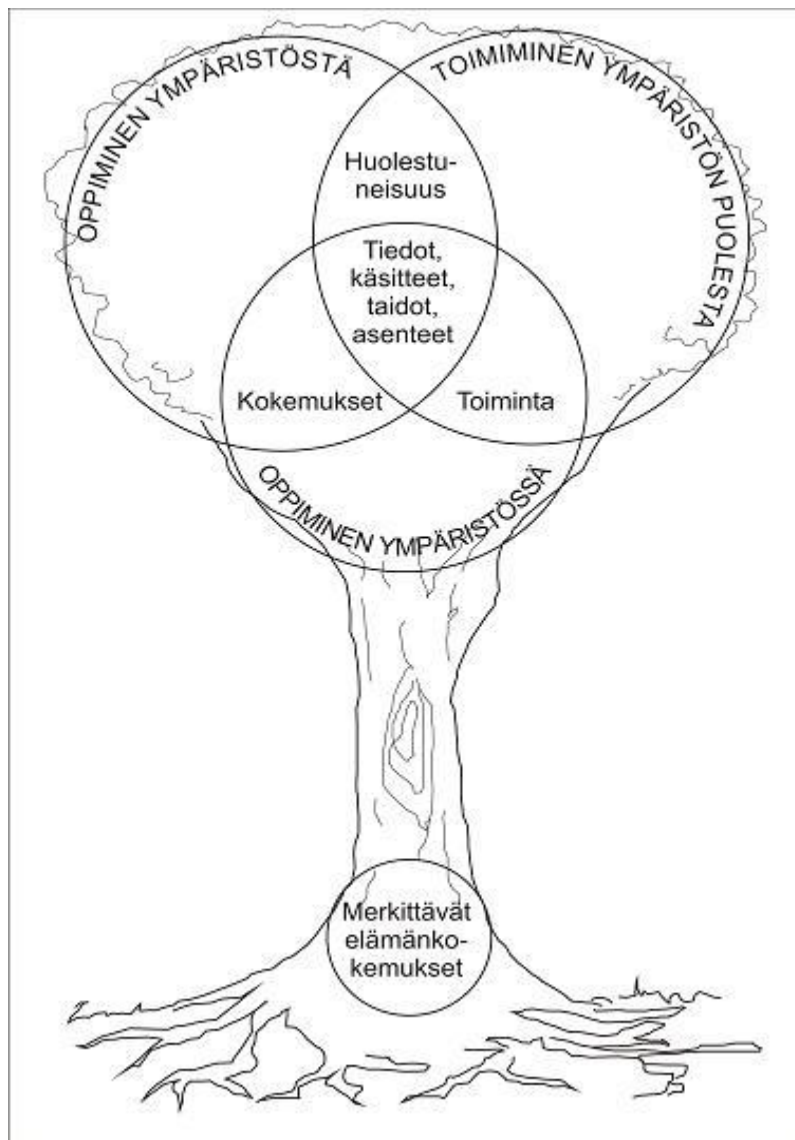 OPPIMINEN YMPÄRISTÖSTÄ
TOIMIMINEN YMPÄRISTÖN PUOLESTA
Huolestu-
neisuus
Tiedot,
käsitteet,
taidot,
asenteet
Kokemukset
Toiminta
OPPIMINEN YMPÄRISTÖSSÄ
Merkittävät
elämänko-
kemukset